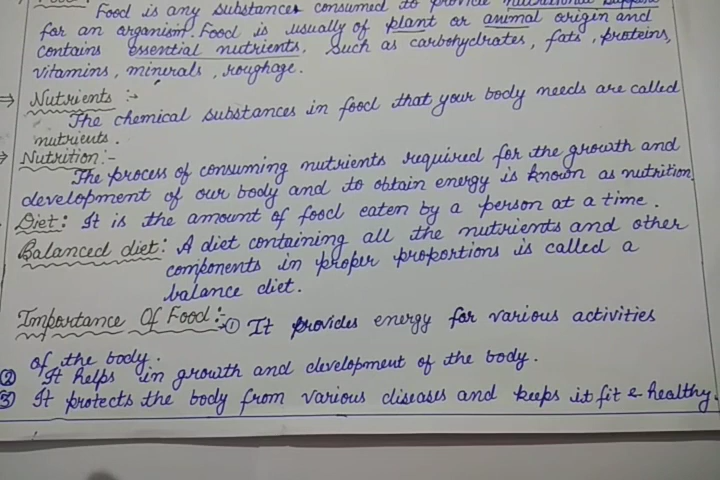 Food is any substances consumed to provide nutritional support
for an organism. Food is usually of plant or animal origin and
contains essential nutrients, such as carbohydrates, fats, proteins,
vitamins, minerals, roughage.
⇒ Nutrients :-
The chemical substances in food that your body needs are called
nutrients.
⇒ Nutrition:-
The process of consuming nutrients required for the growth and
development of our body and to obtain energy is known as nutrition.
Diet: It is the amount of food eaten by a person at a time.
Balanced diet: A diet containing all the nutrients and other
components in proper proportions is called a
balance diet.
Importance Of Food:-① It provides energy for various activities
of the body.
② It helps in growth and development of the body.
③ It protects the body from various diseases and keeps it fit & healthy.